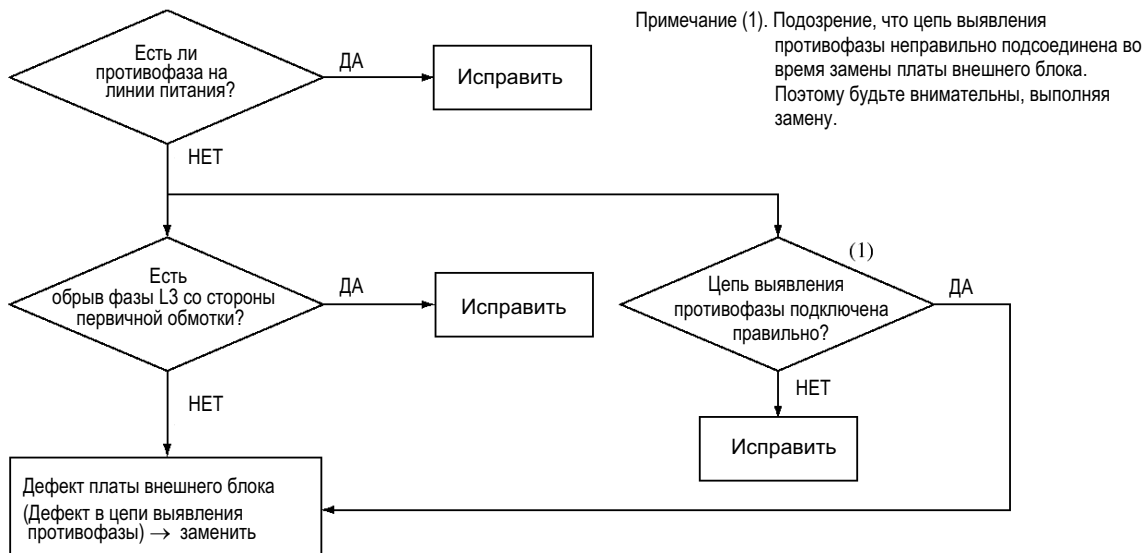 Есть ли
противофаза на
линии питания?
ДА
Исправить
Примечание (1). Подозрение, что цепь выявления
противофазы неправильно подсоединена во
время замены платы внешнего блока.
Поэтому будьте внимательны, выполняя
замену.
НЕТ
Есть
обрыв фазы L3 со стороны
первичной обмотки?
ДА
Исправить
(1)
Цепь выявления
противофазы подключена
правильно?
ДА
НЕТ
НЕТ
Исправить
Дефект платы внешнего блока
(Дефект в цепи выявления
противофазы) → заменить